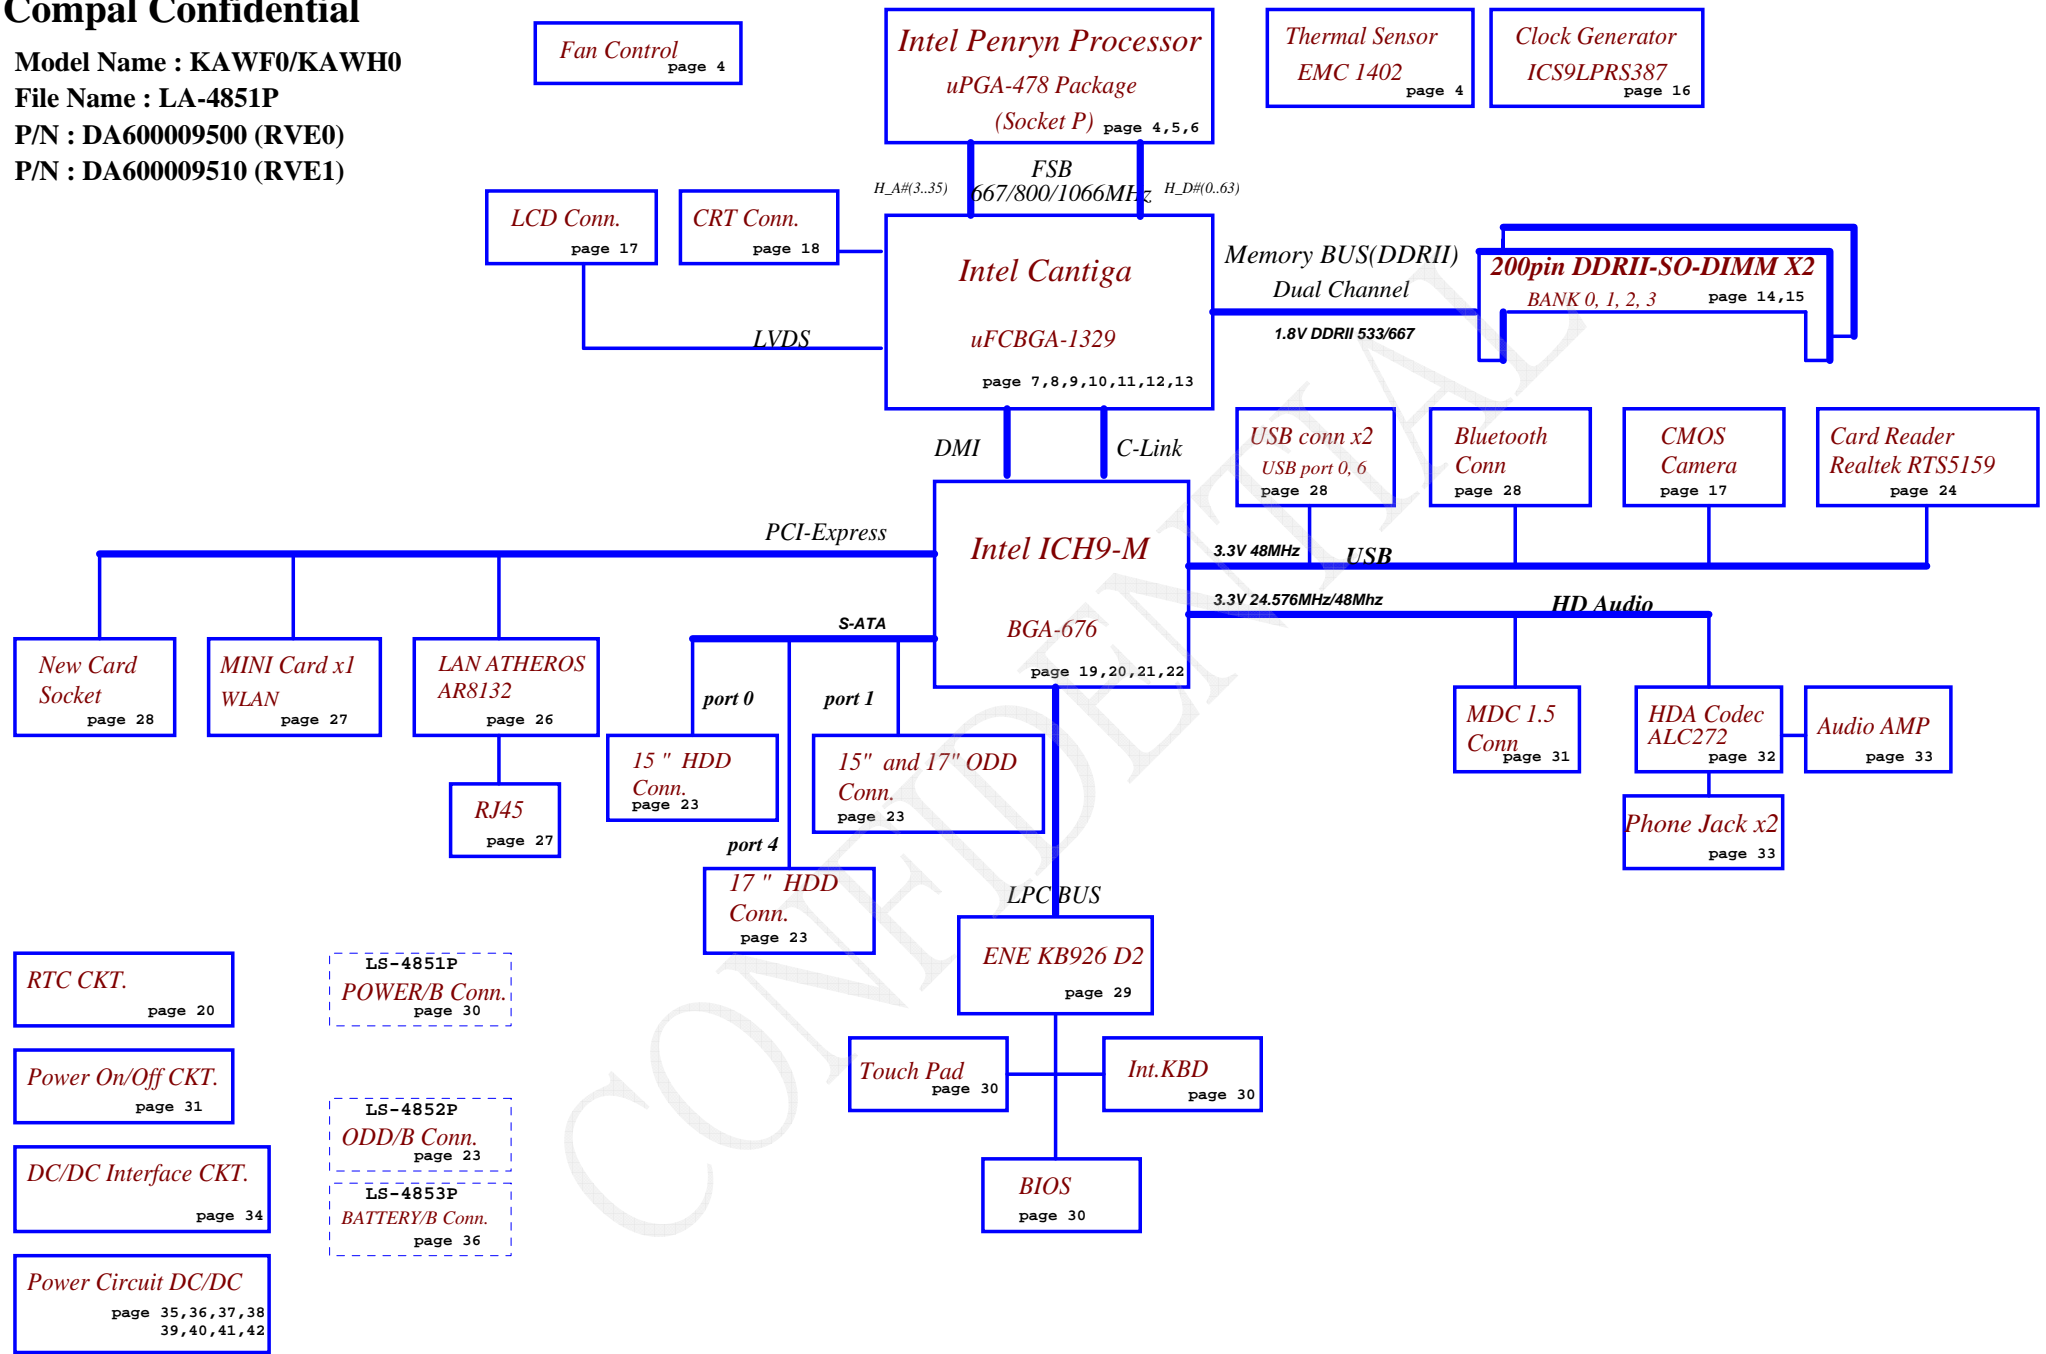 Compal Confidential
Model Name : KAWF0/KAWH0
File Name : LA-4851P
P/N : DA600009500 (RVE0)
P/N : DA600009510 (RVE1)
Fan Control
page 4
Intel Penryn Processor
uPGA-478 Package
(Socket P)
page 4,5,6
Thermal Sensor
EMC 1402
page 4
Clock Generator
ICS9LPRS387
page 16
H_A#(3..35)
FSB
667/800/1066MHz
H_D#(0..63)
LCD Conn.
page 17
CRT Conn.
page 18
LVDS
Intel Cantiga
uFCBGA-1329
page 7,8,9,10,11,12,13
Memory BUS(DDRII)
Dual Channel
1.8V DDRII 533/667
200pin DDRII-SO-DIMM X2
BANK 0, 1, 2, 3
page 14,15
DMI
C-Link
USB conn x2
USB port 0, 6
page 28
Bluetooth
Conn
page 28
CMOS
Camera
page 17
Card Reader
Realtek RTS5159
page 24
PCI-Express
Intel ICH9-M
BGA-676
page 19,20,21,22
3.3V 48MHz
USB
3.3V 24.576MHz/48Mhz
HD Audio
S-ATA
New Card
Socket
page 28
MINI Card x1
WLAN
page 27
LAN ATHEROS
AR8132
page 26
RJ45
page 27
port 0
port 1
port 4
15 "  HDD
Conn.
page 23
15"  and 17" ODD
Conn.
page 23
17 "  HDD
Conn.
page 23
MDC 1.5
Conn
page 31
HDA Codec
ALC272
page 32
Audio AMP
page 33
Phone Jack x2
page 33
LPC BUS
ENE KB926 D2
page 29
Touch Pad
page 30
Int.KBD
page 30
BIOS
page 30
RTC CKT.
page 20
Power On/Off CKT.
page 31
DC/DC Interface CKT.
page 34
Power Circuit DC/DC
page 35,36,37,38
39,40,41,42
LS-4851P
POWER/B Conn.
page 30
LS-4852P
ODD/B Conn.
page 23
LS-4853P
BATTERY/B Conn.
page 36
CONFIDENTIAL